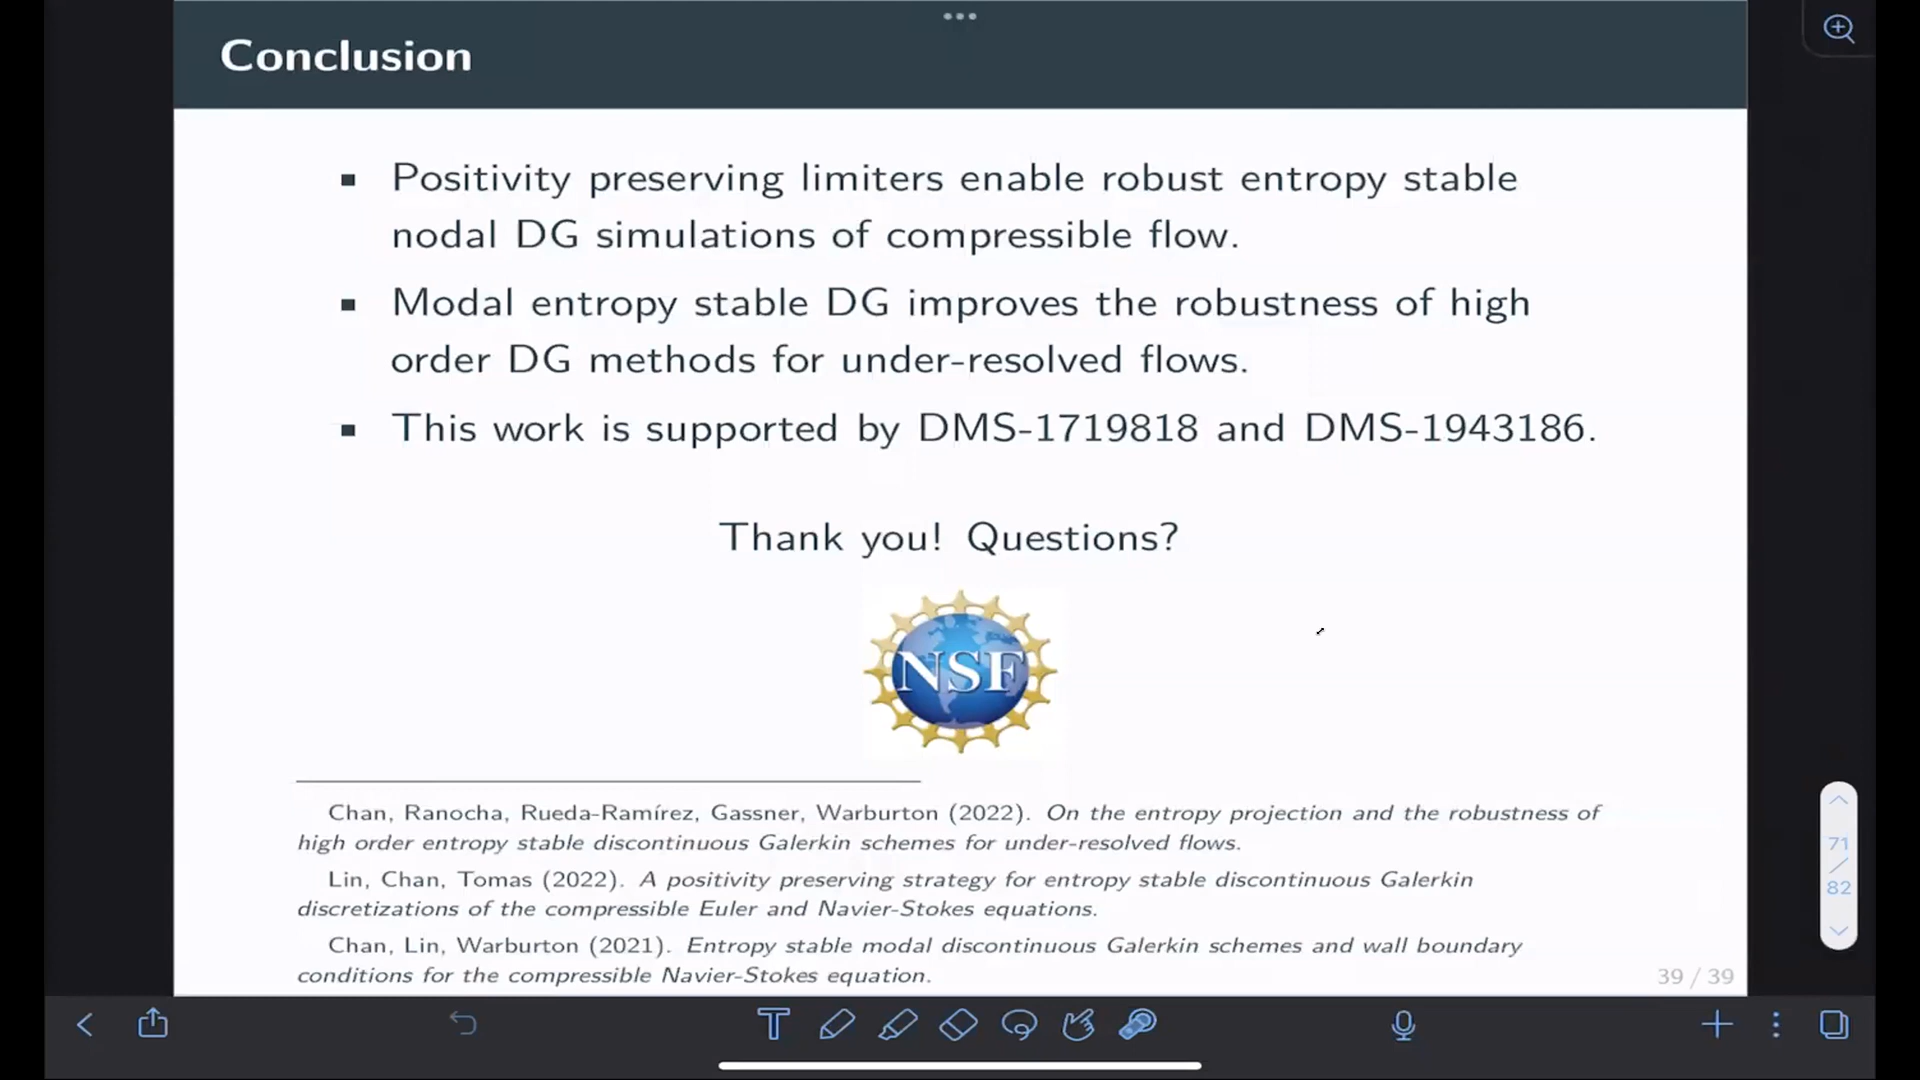 Conclusion
▪ Positivity preserving limiters enable robust entropy stable
nodal DG simulations of compressible flow.
▪ Modal entropy stable DG improves the robustness of high
order DG methods for under-resolved flows.
▪ This work is supported by DMS-1719818 and DMS-1943186.
Thank you! Questions?
NSF
Chan, Ranocha, Rueda-Ramírez, Gassner, Warburton (2022). On the entropy projection and the robustness of
high order entropy stable discontinuous Galerkin schemes for under-resolved flows.
Lin, Chan, Tomas (2022). A positivity preserving strategy for entropy stable discontinuous Galerkin
discretizations of the compressible Euler and Navier-Stokes equations.
Chan, Lin, Warburton (2021). Entropy stable modal discontinuous Galerkin schemes and wall boundary
conditions for the compressible Navier-Stokes equation.
39 / 39
71
/
82
T